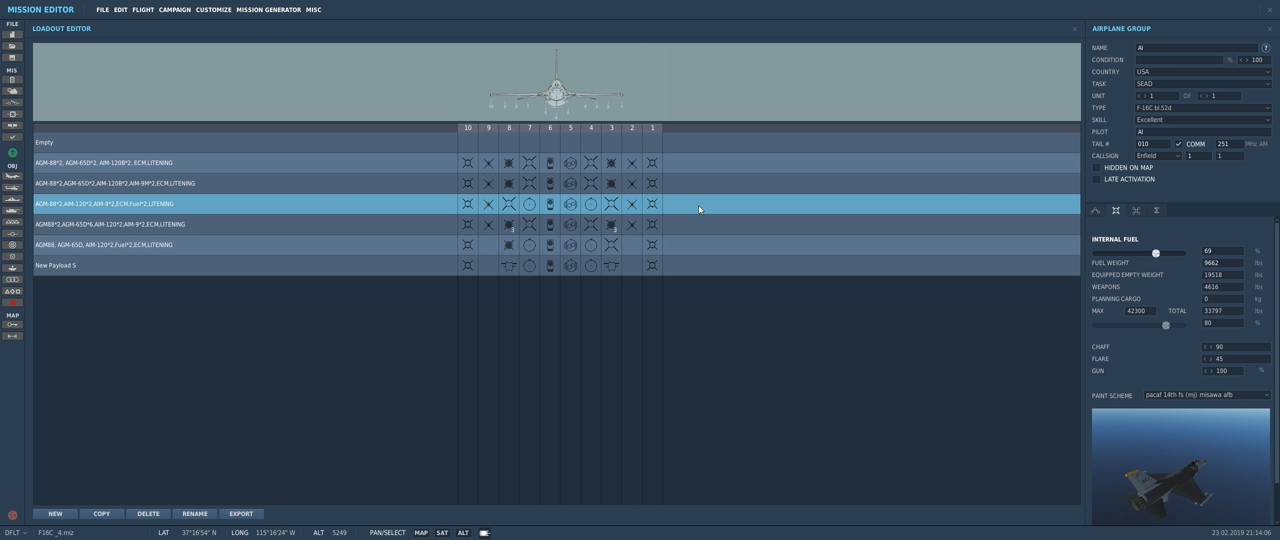 MISSION EDITOR FILE EDIT FLIGHT CAMPAIGN CUSTOMIZE MISSION GENERATOR MISC
FILE
MIS
OBJ
MAP
LOADOUT EDITOR
10 9 8 7 6 5 4 3 2 1
Empty
AGM-88*2, AGM-65D*2, AIM-120B*2, ECM,LITENING
AGM-88*2,AGM-65D*2,AIM-120B*2,AIM-9M*2,ECM,LITENING
AGM-88*2,AIM-120*2,AIM-9*2,ECM,Fuel*2,LITENING
AGM88*2,AGM-65D*6,AIM-120*2,AIM-9*2,ECM,LITENING
3 3
AGM88, AGM-65D, AIM-120*2,Fuel*2,ECM,LITENING
New Payload S
NEW COPY DELETE RENAME EXPORT
AIRPLANE GROUP
NAME AI ?
CONDITION % < > 100
COUNTRY USA
TASK SEAD
UNIT < > 1 OF < > 1
TYPE F-16C bl.52d
SKILL Excellent
PILOT AI
TAIL # 010 COMM 251 MHz AM
CALLSIGN Enfield 1 1
HIDDEN ON MAP
LATE ACTIVATION
INTERNAL FUEL
69 %
FUEL WEIGHT 9662 lbs
EQUIPPED EMPTY WEIGHT 19518 lbs
WEAPONS 4616 lbs
PLANNING CARGO 0 kg
MAX 42300 TOTAL 33797 lbs
80 %
CHAFF < > 90
FLARE < > 45
GUN < > 100 %
PAINT SCHEME pacaf 14th fs (mj) misawa afb
DFLT F16C _4.miz LAT 37°16'54" N LONG 115°16'24" W ALT 5249 PAN/SELECT MAP SAT ALT 23.02.2019 21:14:06